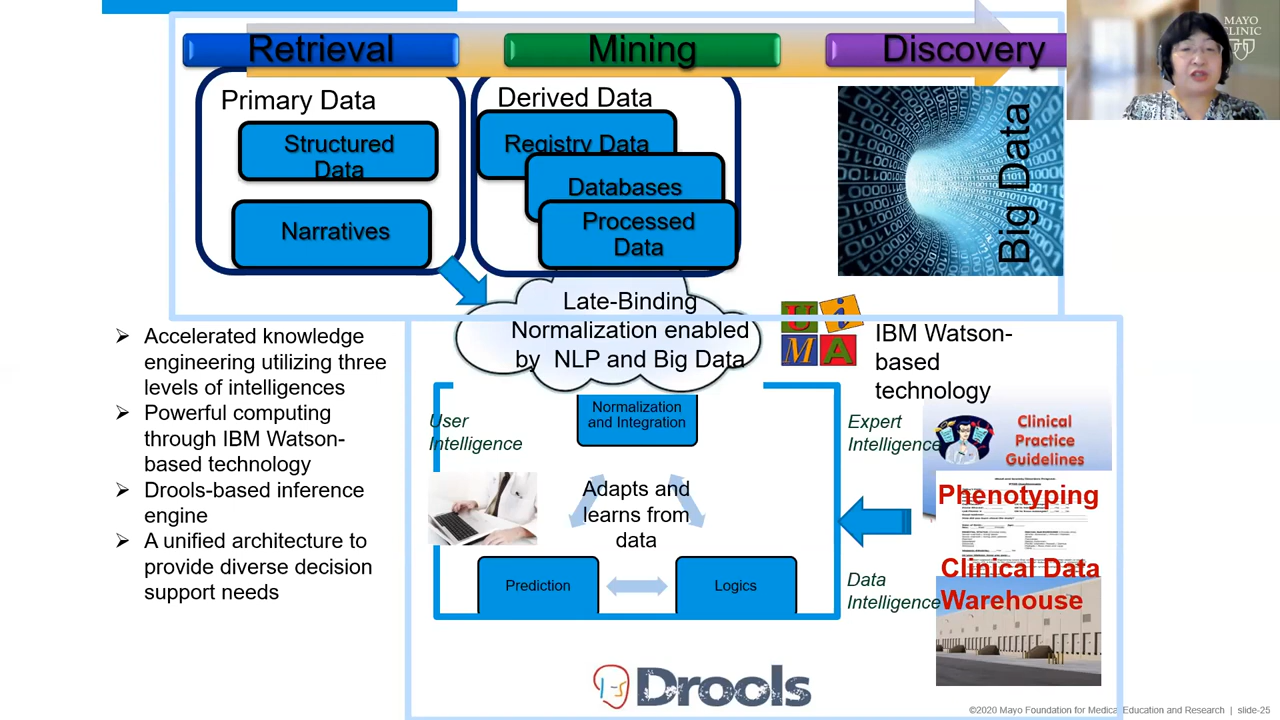 Retrieval
Mining
Discovery
MAYO
CLINIC
Primary Data
Structured
Data
Narratives
Derived Data
Registry Data
Databases
Processed
Data
Big Data
Late-Binding
Normalization enabled
by NLP and Big Data
U i
M A
IBM Watson-
based
technology
➢ Accelerated knowledge
engineering utilizing three
levels of intelligences
➢ Powerful computing
through IBM Watson-
based technology
➢ Drools-based inference
engine
➢ A unified architecture to
provide diverse decision
support needs
User
Intelligence
Normalization
and Integration
Adapts and
learns from
data
Prediction
Logics
Expert
Intelligence
Data
Intelligence
Clinical
Practice
Guidelines
Phenotyping
Clinical Data
Warehouse
Drools
©2020 Mayo Foundation for Medical Education and Research | slide-25